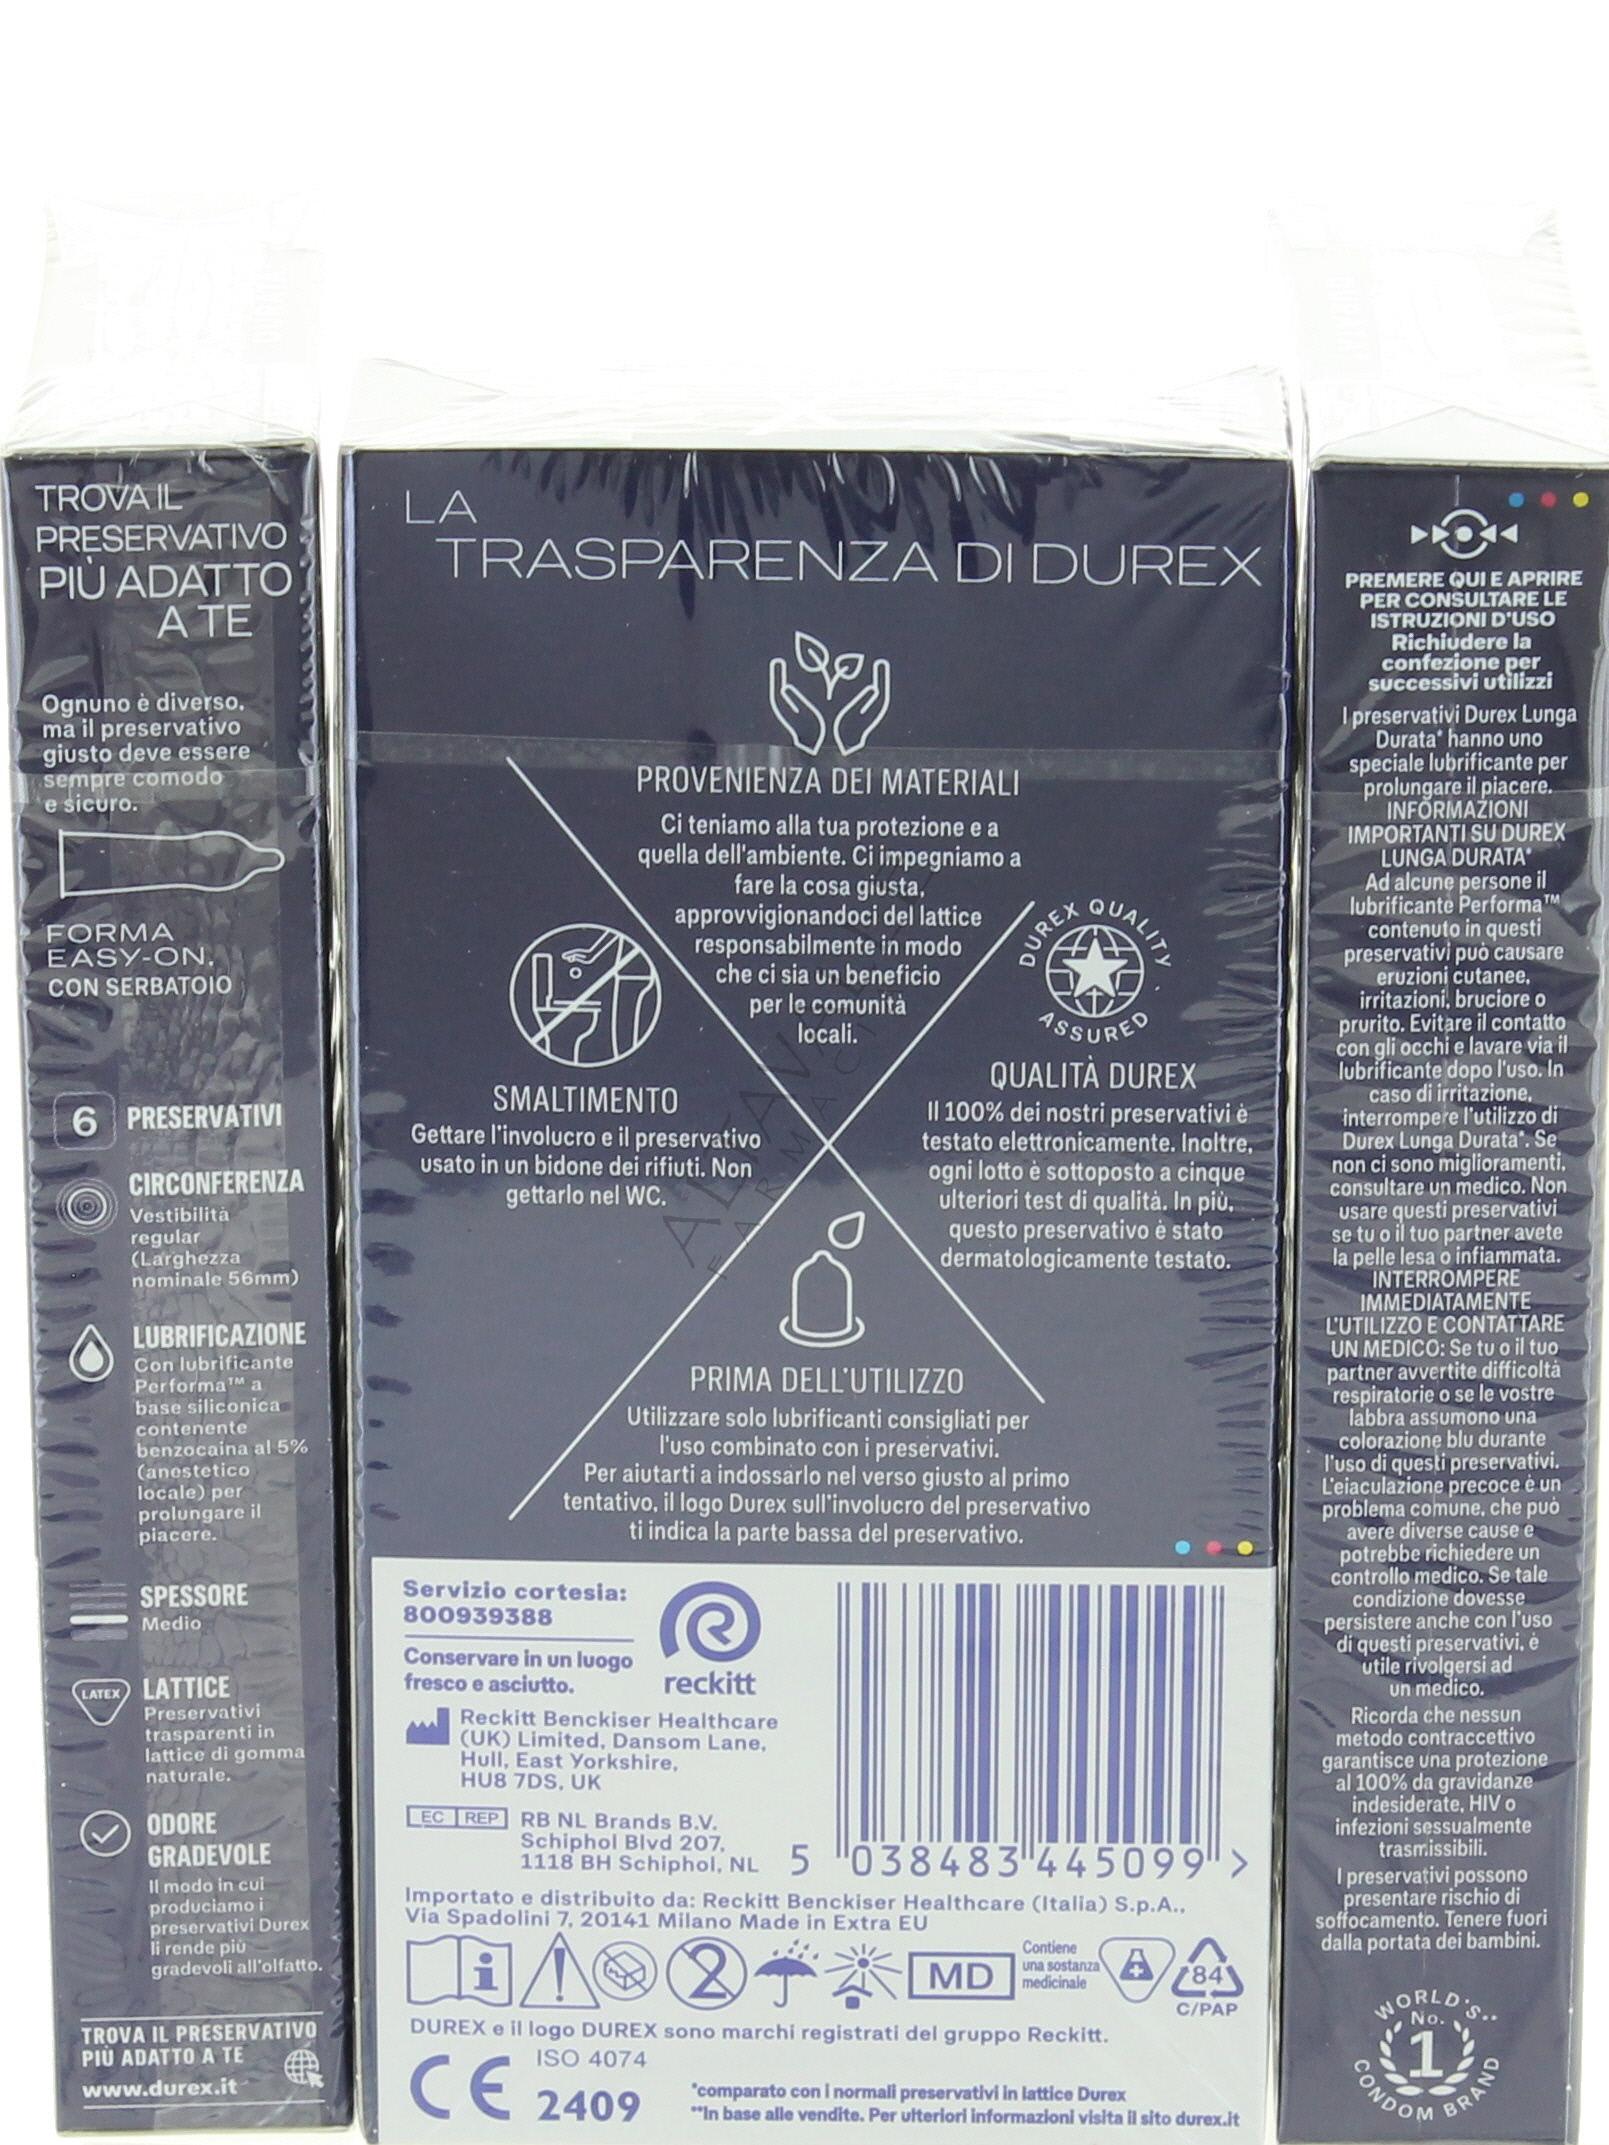 TROVA IL
PRESERVATIVO
PIÙ ADATTO
A TE
Ognuno è diverso,
ma il preservativo
giusto deve essere
sempre comodo
e sicuro.
FORMA
EASY-ON,
CON SERBATOIO
6 PRESERVATIVI
CIRCONFERENZA
Vestibilità
regular
(Larghezza
nominale 56mm)
LUBRIFICAZIONE
Con lubrificante
Performa™ a
base siliconica
contenente
benzocaina al 5%
(anestetico
locale) per
prolungare il
piacere.
SPESSORE
Medio
LATEX
LATTICE
Preservativi
trasparenti in
lattice di gomma
naturale.
ODORE
GRADEVOLE
Il modo in cui
produciamo i
preservativi Durex
li rende più
gradevoli all'olfatto.
TROVA IL PRESERVATIVO
PIÙ ADATTO A TE
www.durex.it
LA
TRASPARENZA DI DUREX
PROVENIENZA DEI MATERIALI
Ci teniamo alla tua protezione e a
quella dell'ambiente. Ci impegniamo a
fare la cosa giusta,
approvvigionandoci del lattice
responsabilmente in modo
che ci sia un beneficio
per le comunità
locali.
SMALTIMENTO
Gettare l'involucro e il preservativo
usato in un bidone dei rifiuti. Non
gettarlo nel WC.
DUREX QUALITY
ASSURED
QUALITÀ DUREX
Il 100% dei nostri preservativi è
testato elettronicamente. Inoltre,
ogni lotto è sottoposto a cinque
ulteriori test di qualità. In più,
questo preservativo è stato
dermatologicamente testato.
PRIMA DELL'UTILIZZO
Utilizzare solo lubrificanti consigliati per
l'uso combinato con i preservativi.
Per aiutarti a indossarlo nel verso giusto al primo
tentativo, il logo Durex sull'involucro del preservativo
ti indica la parte bassa del preservativo.
Servizio cortesia:
800939388
Conservare in un luogo
fresco e asciutto.
reckitt
Reckitt Benckiser Healthcare
(UK) Limited, Dansom Lane,
Hull, East Yorkshire,
HU8 7DS, UK
EC REP
RB NL Brands B.V.
Schiphol Blvd 207,
1118 BH Schiphol, NL
5 038483 445099 >
Importato e distribuito da: Reckitt Benckiser Healthcare (Italia) S.p.A.,
Via Spadolini 7, 20141 Milano Made in Extra EU
i
2
MD
Contiene
una sostanza
medicinale
84
C/PAP
DUREX e il logo DUREX sono marchi registrati del gruppo Reckitt.
CE
ISO 4074
2409
*comparato con i normali preservativi in lattice Durex
**In base alle vendite. Per ulteriori informazioni visita il sito durex.it
PREMERE QUI E APRIRE
PER CONSULTARE LE
ISTRUZIONI D'USO
Richiudere la
confezione per
successivi utilizzi
I preservativi Durex Lunga
Durata* hanno uno
speciale lubrificante per
prolungare il piacere.
INFORMAZIONI
IMPORTANTI SU DUREX
LUNGA DURATA*
Ad alcune persone il
lubrificante Performa™
contenuto in questi
preservativi può causare
eruzioni cutanee,
irritazioni, bruciore o
prurito. Evitare il contatto
con gli occhi e lavare via il
lubrificante dopo l'uso. In
caso di irritazione,
interrompere l'utilizzo di
Durex Lunga Durata*. Se
non ci sono miglioramenti,
consultare un medico. Non
usare questi preservativi
se tu o il tuo partner avete
la pelle lesa o infiammata.
INTERROMPERE
IMMEDIATAMENTE
L'UTILIZZO E CONTATTARE
UN MEDICO: Se tu o il tuo
partner avvertite difficoltà
respiratorie o se le vostre
labbra assumono una
colorazione blu durante
l'uso di questi preservativi.
L'eiaculazione precoce è un
problema comune, che può
avere diverse cause e
potrebbe richiedere un
controllo medico. Se tale
condizione dovesse
persistere anche con l'uso
di questi preservativi, è
utile rivolgersi ad
un medico.
Ricorda che nessun
metodo contraccettivo
garantisce una protezione
al 100% da gravidanze
indesiderate, HIV o
infezioni sessualmente
trasmissibili.
I preservativi possono
presentare rischio di
soffocamento. Tenere fuori
dalla portata dei bambini.
WORLD'S**
No.
1
CONDOM BRAND